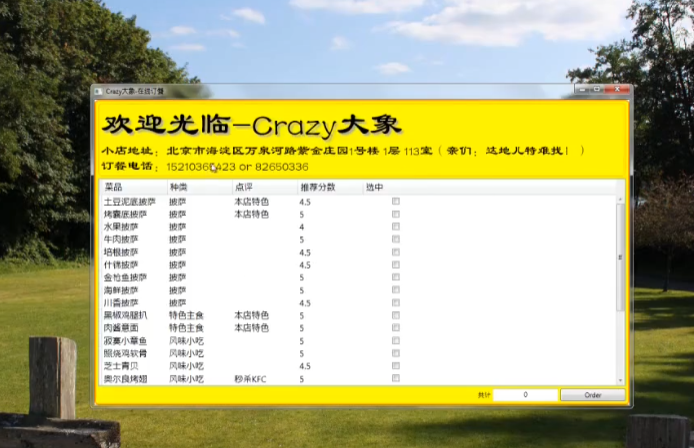 Crazy大象-在线订餐
欢迎光临-Crazy大象
小店地址： 北京市海淀区万泉河路紫金庄园1号楼 1层 113室（ 亲们， 达地儿特难找！ ）
订餐电话： or 82650336
菜品 种类 点评 推荐分数 选中
土豆泥底披萨 披萨 本店特色 4.5
烤霸底披萨 披萨 本店特色 5
水果披萨 披萨 4
牛肉披萨 披萨 5
培根披萨 披萨 4.5
什锦披萨 披萨 4.5
金枪鱼披萨 披萨 5
海鲜披萨 披萨 5
川香披萨 披萨 4.5
黑椒鸡腿扒 特色主食 本店特色 5
肉酱意面 特色主食 本店特色 5
寂寞小章鱼 风味小吃 5
照烧鸡软骨 风味小吃 5
芝士青贝 风味小吃 4.5
奥尔良烤翅 风味小吃 秒杀KFC 5
共计 0 Order